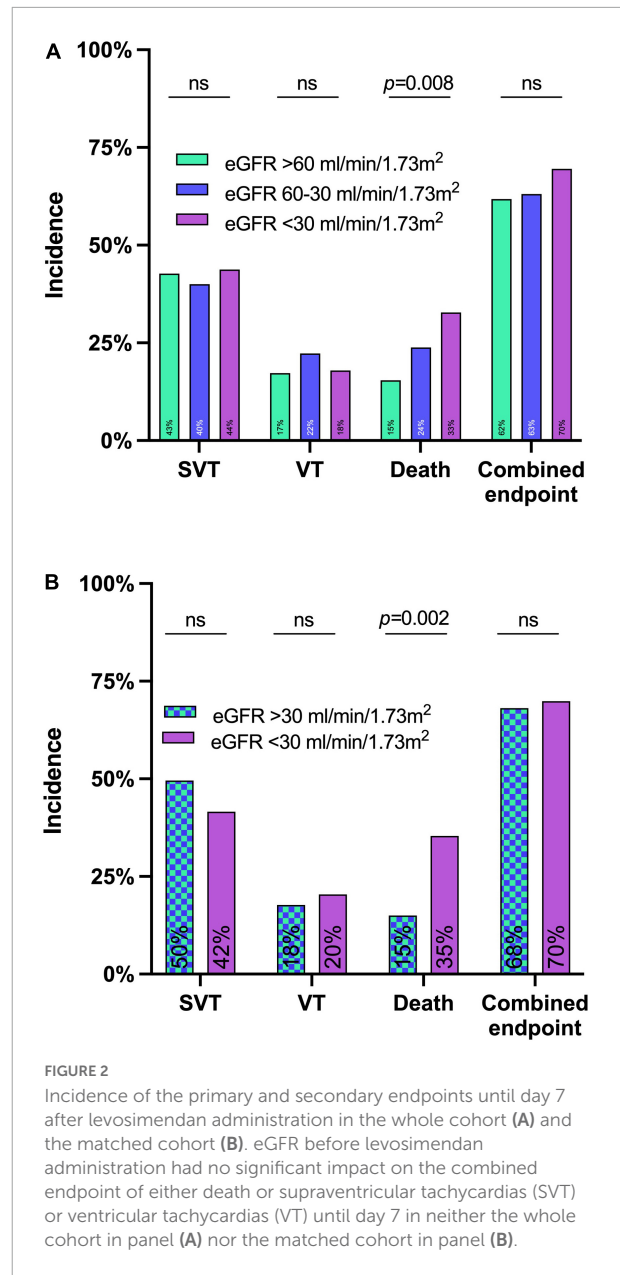 A
100%
75%
50%
25%
0%
Incidence
ns
ns
p=0.008
ns
eGFR >60 ml/min/1.73m²
eGFR 60-30 ml/min/1.73m²
eGFR <30 ml/min/1.73m²
43% 40% 44% 17% 22% 18% 15% 24% 33% 62% 63% 70%
SVT VT Death Combined
endpoint
B
100%
75%
50%
25%
0%
Incidence
ns
ns
p=0.002
ns
eGFR >30 ml/min/1.73m²
eGFR <30 ml/min/1.73m²
50% 42% 18% 20% 15% 35% 68% 70%
SVT VT Death Combined
endpoint
FIGURE 2
Incidence of the primary and secondary endpoints until day 7
after levosimendan administration in the whole cohort (A) and
the matched cohort (B). eGFR before levosimendan
administration had no significant impact on the combined
endpoint of either death or supraventricular tachycardias (SVT)
or ventricular tachycardias (VT) until day 7 in neither the whole
cohort in panel (A) nor the matched cohort in panel (B).